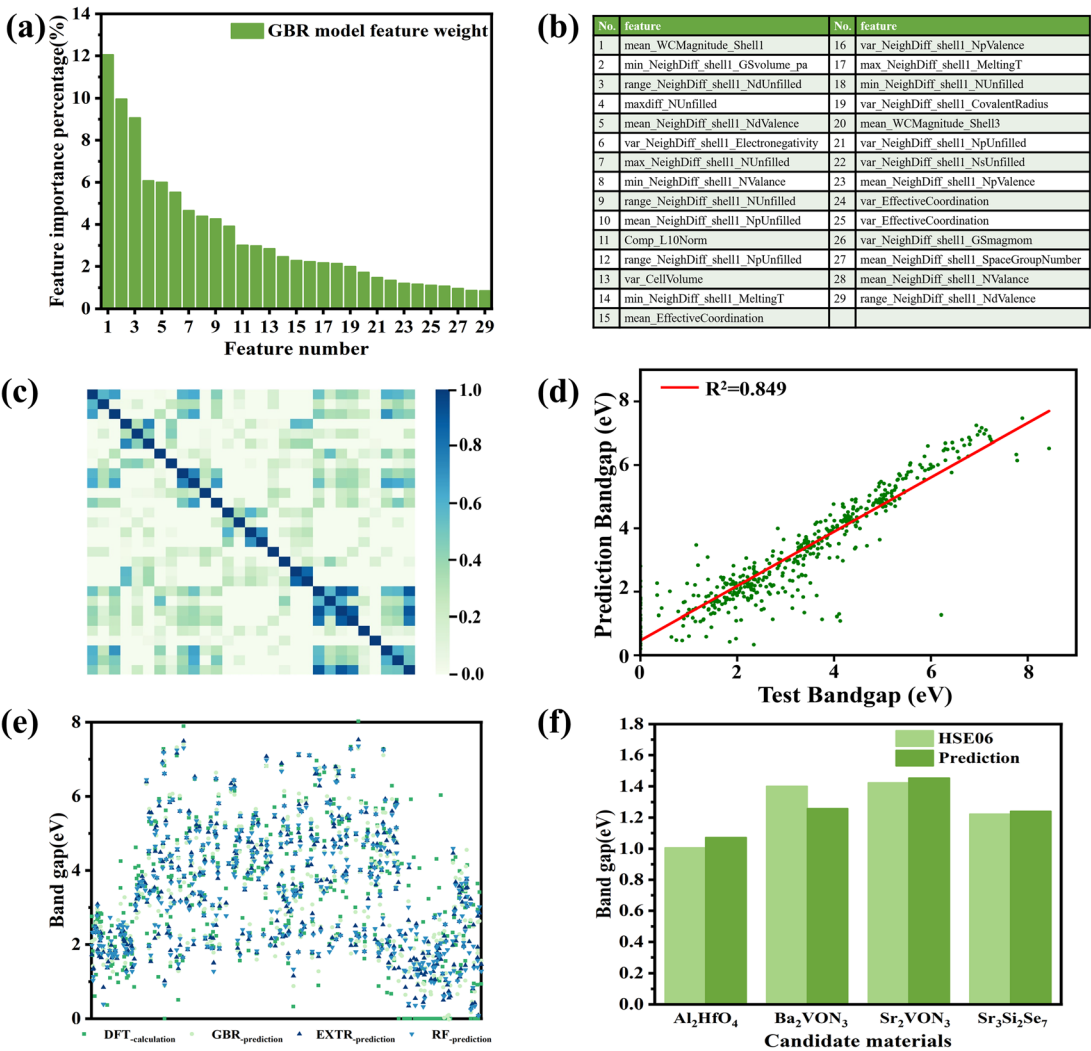 (a)
GBR model feature weight
Feature importance percentage(%)
14
12
10
8
6
4
2
0
1 3 5 7 9 11 13 15 17 19 21 23 25 27 29
Feature number
(b)
No. feature No. feature
1 mean_WCMagnitude_Shell1 16 var_NeighDiff_shell1_NpValence
2 min_NeighDiff_shell1_GSvolume_pa 17 max_NeighDiff_shell1_MeltingT
3 range_NeighDiff_shell1_NdUnfilled 18 min_NeighDiff_shell1_NUnfilled
4 maxdiff_NUnfilled 19 var_NeighDiff_shell1_CovalentRadius
5 mean_NeighDiff_shell1_NdValence 20 mean_WCMagnitude_Shell3
6 var_NeighDiff_shell1_Electronegativity 21 var_NeighDiff_shell1_NpUnfilled
7 max_NeighDiff_shell1_NUnfilled 22 var_NeighDiff_shell1_NsUnfilled
8 min_NeighDiff_shell1_NValance 23 mean_NeighDiff_shell1_NpValence
9 range_NeighDiff_shell1_NUnfilled 24 var_EffectiveCoordination
10 mean_NeighDiff_shell1_NpUnfilled 25 var_EffectiveCoordination
11 Comp_L10Norm 26 var_NeighDiff_shell1_GSmagmom
12 range_NeighDiff_shell1_NpUnfilled 27 mean_NeighDiff_shell1_SpaceGroupNumber
13 var_CellVolume 28 mean_NeighDiff_shell1_NValance
14 min_NeighDiff_shell1_MeltingT 29 range_NeighDiff_shell1_NdValence
15 mean_EffectiveCoordination
(c)
1.0
0.8
0.6
0.4
0.2
0.0
(d)
R²=0.849
Prediction Bandgap (eV)
8
6
4
2
0
0 2 4 6 8
Test Bandgap (eV)
(e)
Band gap(eV)
8
6
4
2
0
DFT-calculation GBR-prediction EXTR-prediction RF-prediction
(f)
HSE06
Prediction
Band gap(eV)
1.8
1.6
1.4
1.2
1.0
0.8
0.6
0.4
0.2
0.0
Al₂HfO₄ Ba₂VON₃ Sr₂VON₃ Sr₃Si₂Se₇
Candidate materials